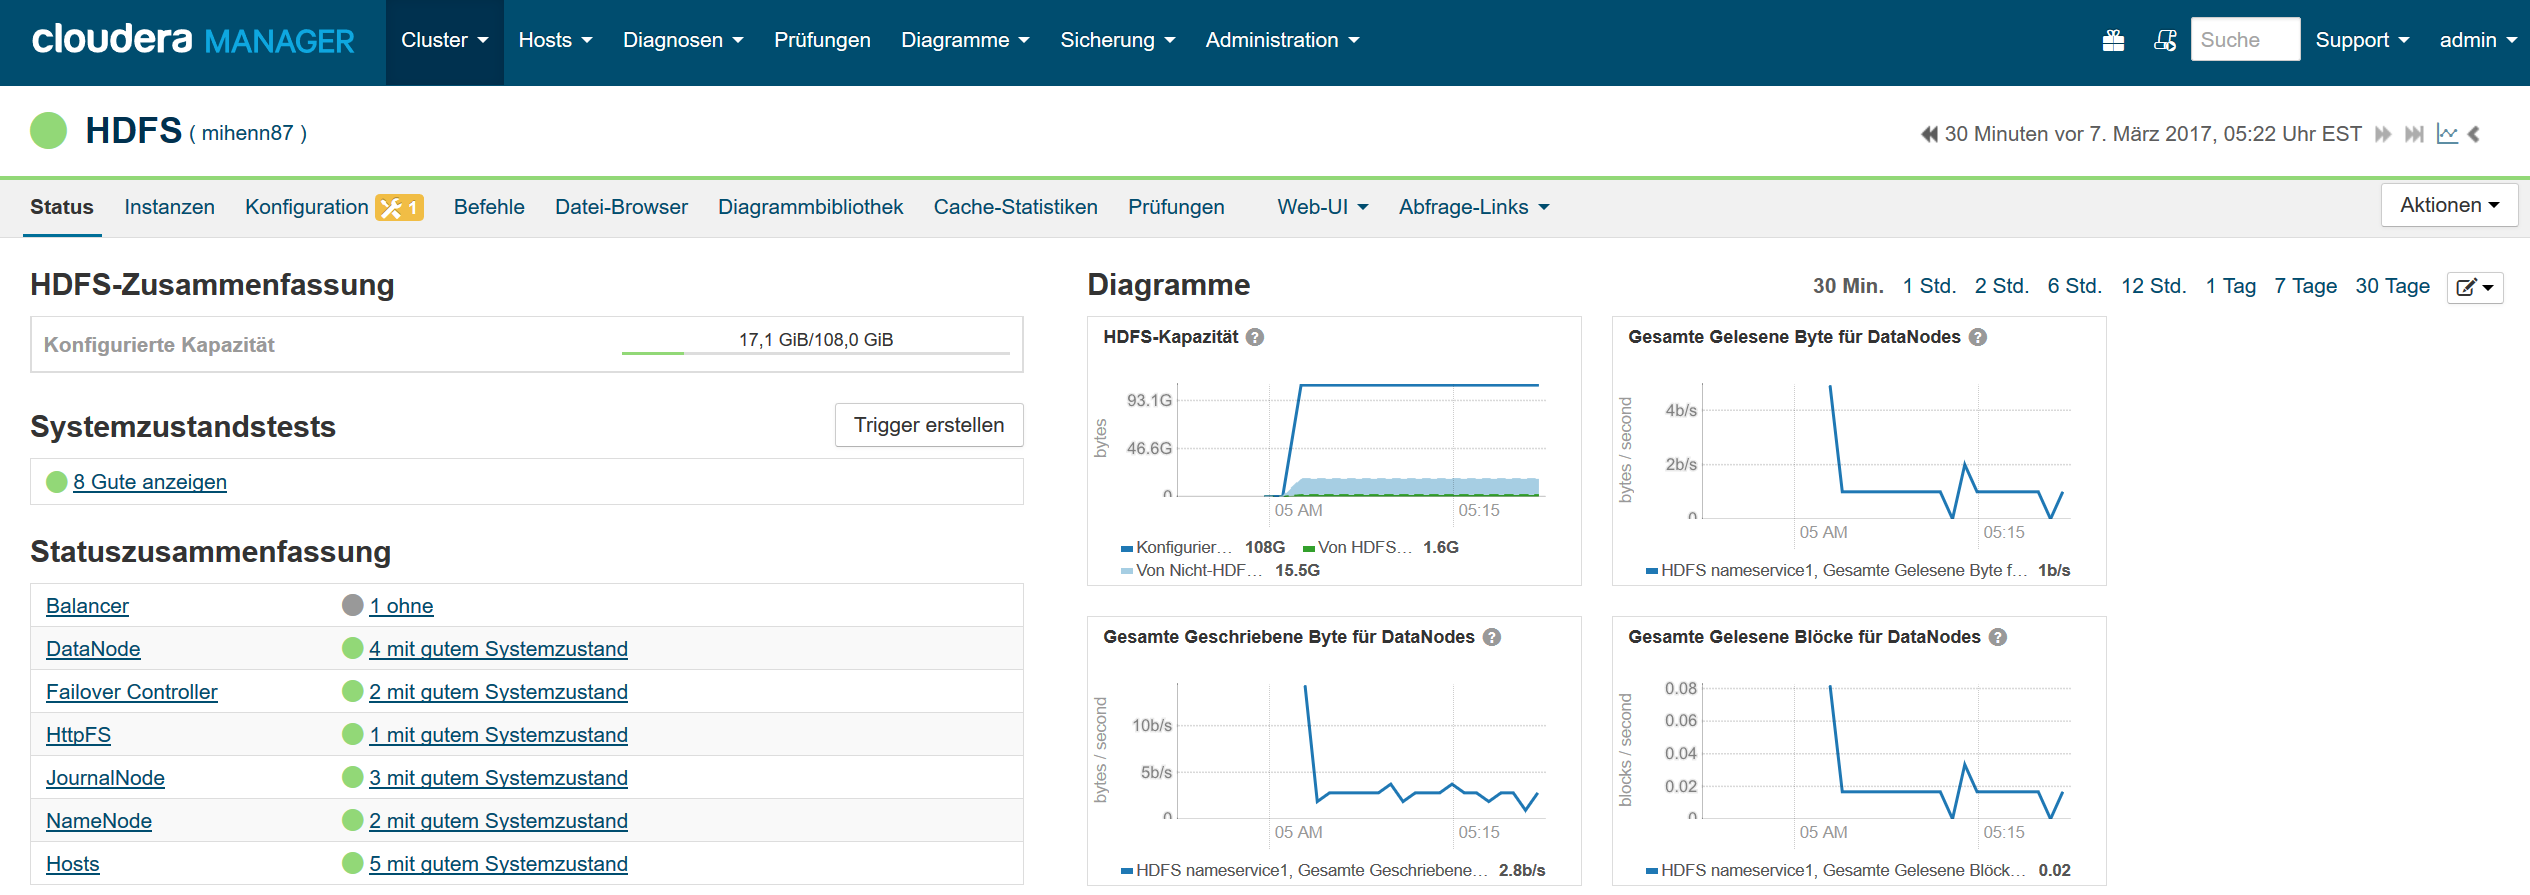 cloudera MANAGER
Cluster
Hosts
Diagnosen
Prüfungen
Diagramme
Sicherung
Administration
Suche
Support
admin
HDFS ( mihenn87 )
30 Minuten vor 7. März 2017, 05:22 Uhr EST
Status
Instanzen
Konfiguration 1
Befehle
Datei-Browser
Diagrammbibliothek
Cache-Statistiken
Prüfungen
Web-UI
Abfrage-Links
Aktionen
HDFS-Zusammenfassung
Konfigurierte Kapazität
17,1 GiB/108,0 GiB
Systemzustandstests
Trigger erstellen
8 Gute anzeigen
Statuszusammenfassung
Balancer
1 ohne
DataNode
4 mit gutem Systemzustand
Failover Controller
2 mit gutem Systemzustand
HttpFS
1 mit gutem Systemzustand
JournalNode
3 mit gutem Systemzustand
NameNode
2 mit gutem Systemzustand
Hosts
5 mit gutem Systemzustand
Diagramme
30 Min. 1 Std. 2 Std. 6 Std. 12 Std. 1 Tag 7 Tage 30 Tage
HDFS-Kapazität ?
bytes
93.1G
46.6G
0
05 AM
05:15
Konfigurier... 108G Von HDFS... 1.6G
Von Nicht-HDF... 15.5G
Gesamte Gelesene Byte für DataNodes ?
bytes / second
4b/s
2b/s
0
05 AM
05:15
HDFS nameservice1, Gesamte Gelesene Byte f... 1b/s
Gesamte Geschriebene Byte für DataNodes ?
bytes / second
10b/s
5b/s
0
05 AM
05:15
HDFS nameservice1, Gesamte Geschriebene... 2.8b/s
Gesamte Gelesene Blöcke für DataNodes ?
blocks / second
0.08
0.06
0.04
0.02
0
05 AM
05:15
HDFS nameservice1, Gesamte Gelesene Blöck... 0.02